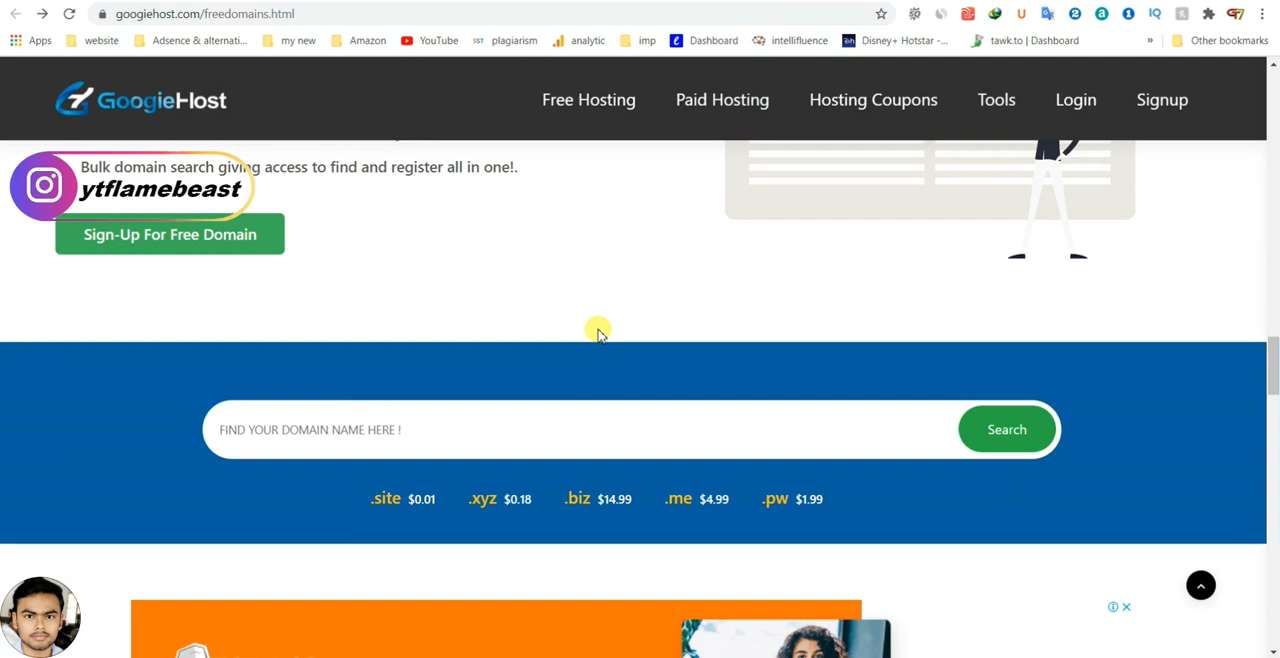 googiehost.com/freedomains.html
Apps website Adsence & alternati... my new Amazon YouTube SST plagiarism analytic imp Dashboard intellifluence Disney+ Hotstar -... tawk.to | Dashboard » Other bookmarks
GoogieHost Free Hosting Paid Hosting Hosting Coupons Tools Login Signup
Bulk domain search giving access to find and register all in one!.
ytflamebeast
Sign-Up For Free Domain
FIND YOUR DOMAIN NAME HERE ! Search
.site $0.01 .xyz $0.18 .biz $14.99 .me $4.99 .pw $1.99